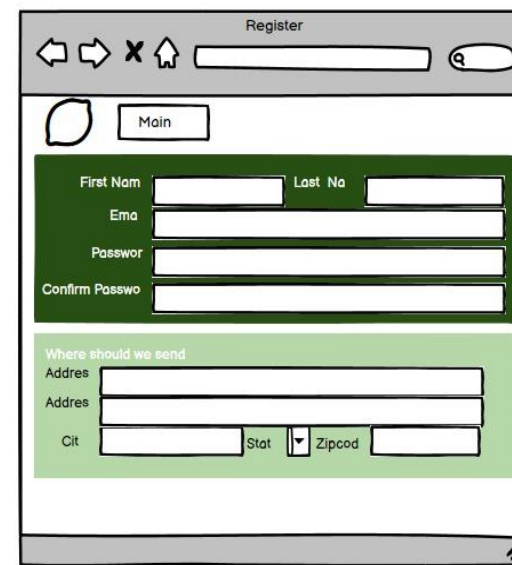 Register
Main
First Nam Last Na
Ema
Passwor
Confirm Passwo
Where should we send
Addres
Addres
Cit Stat Zipcod